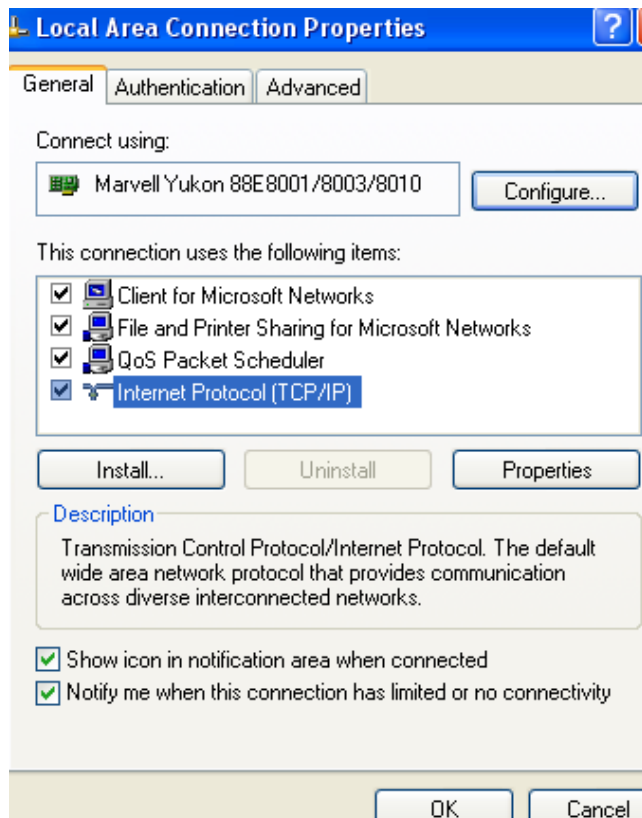 Local Area Connection Properties
General Authentication Advanced
Connect using:
Marvell Yukon 88E8001/8003/8010 Configure...
This connection uses the following items:
Client for Microsoft Networks
File and Printer Sharing for Microsoft Networks
QoS Packet Scheduler
Internet Protocol (TCP/IP)
Install... Uninstall Properties
Description
Transmission Control Protocol/Internet Protocol. The default
wide area network protocol that provides communication
across diverse interconnected networks.
Show icon in notification area when connected
Notify me when this connection has limited or no connectivity
OK Cancel